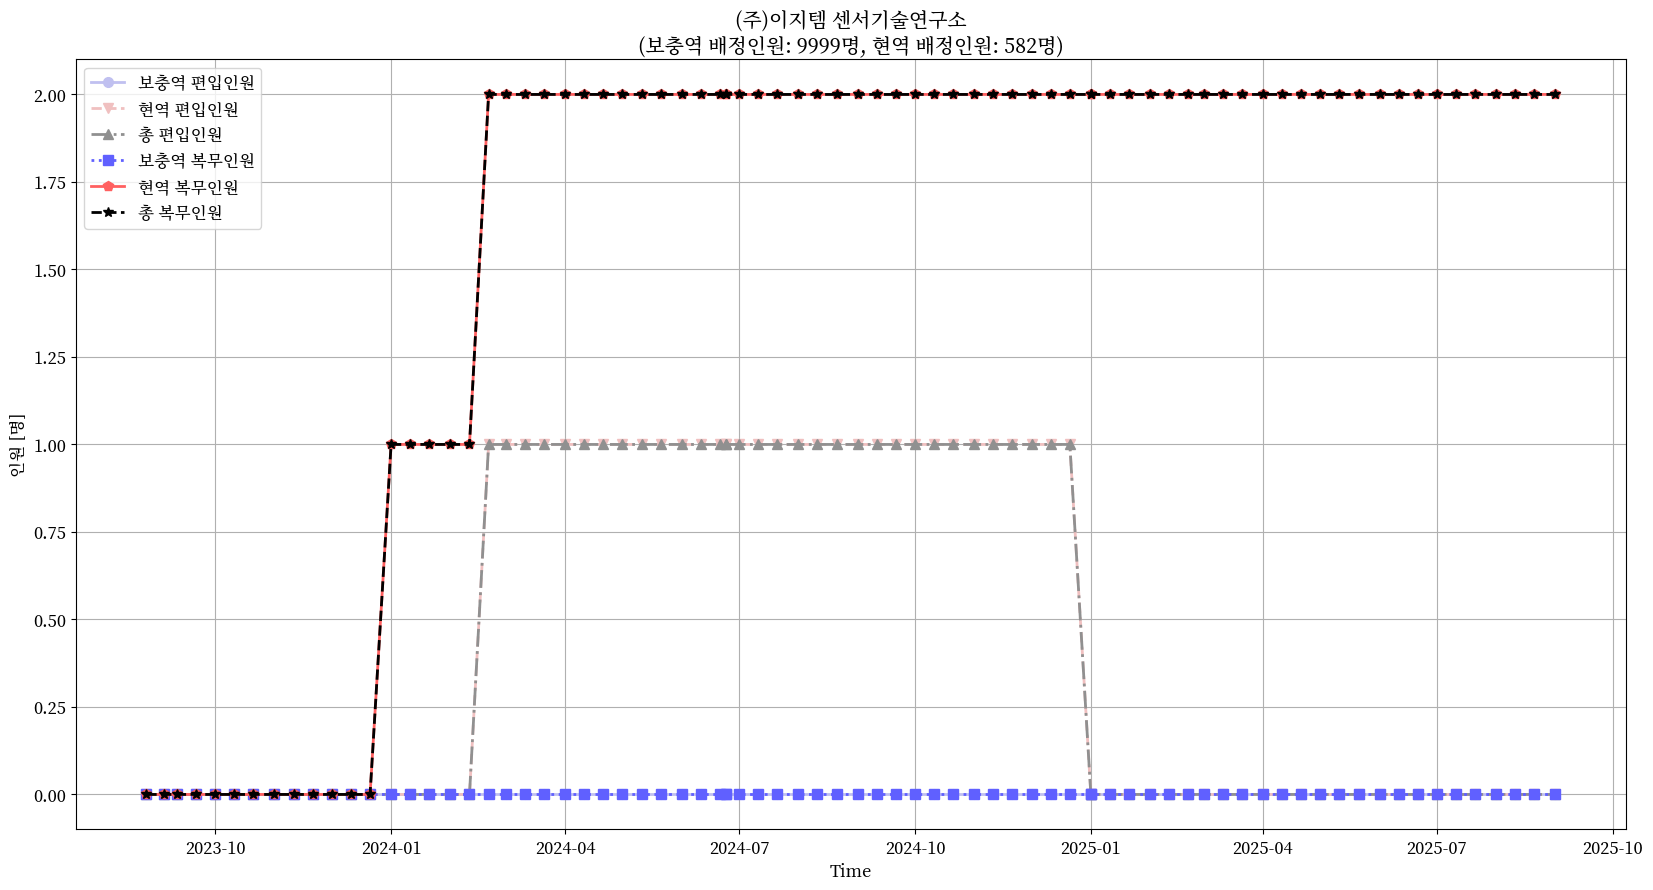 (주)이지템 센서기술연구소
(보충역 배정인원: 9999명, 현역 배정인원: 582명)
보충역 편입인원
현역 편입인원
총 편입인원
보충역 복무인원
현역 복무인원
총 복무인원
2.00
1.75
1.50
1.25
1.00
0.75
0.50
0.25
0.00
인원 [명]
2023-10
2024-01
2024-04
2024-07
2024-10
2025-01
2025-04
2025-07
2025-10
Time